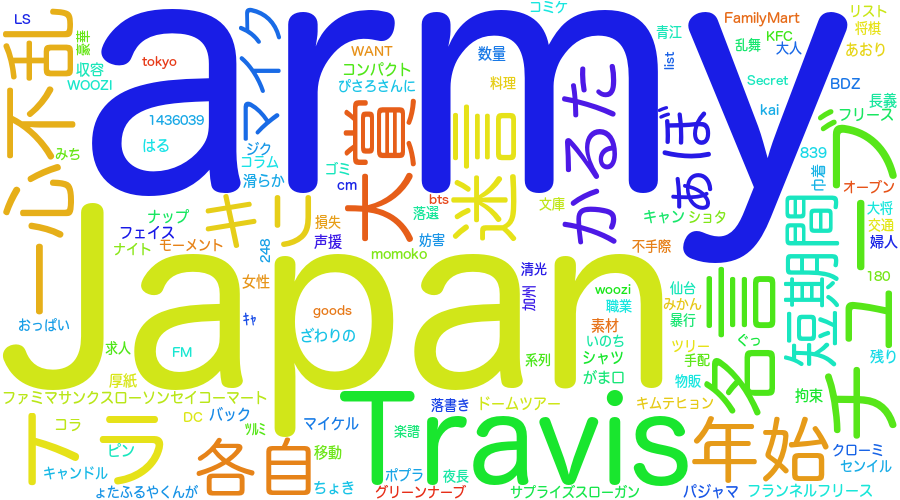 コミケ
LS
army
FamilyMart
リスト
豪華
KFC
将棋
一心不乱
マイク
WANT
青江
乱舞
大人
あおり
収容
tokyo
コンパクト
数量
list
WOOZI
ぴさろさんに
料理
Secret
BDZ
長義
1436039
大賞
迷言
かるた
あぼ
kai
フリース
はる
ジク
みち
コラム
ゴミ
839
滑らか
cm
巾着
オーブン
キリ
bts
文庫
ナップ
損失
落選
キャン
ショタ
短期間
大将
フェイス
交通
ナイト
モーメント
声援
妨害
不手際
婦人
248
momoko
Japan
清光
180
女性
加州
woozi
仙台
名言
チューブ
goods
職業
みかん
おっぱい
ｷｬ
ざわりの
素材
暴行
いのち
ぐっ
求人
FM
系列
シャツ
ツリー
残り
手配
厚紙
がま口
物販
ファミマサンクスローソンセイコーマート
Travis
拘束
トラ
DC
バック
落書き
ドームツアー
キムテヒョン
コラ
ﾂﾙﾐ
マイケル
楽譜
年始
ピン
各自
移動
クローミ
キャンドル
ポプラ
夜長
センイル
ょたふるやくんが
ちょき
グリーンナーブ
サプライズスローガン
パジャマ
フランネル
フリース